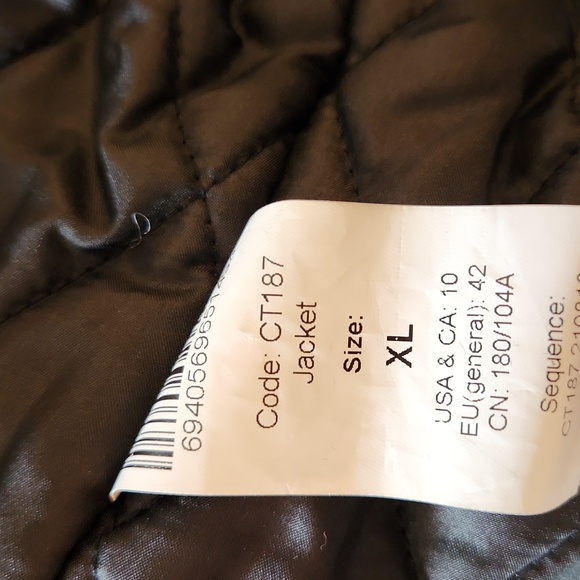 Code: CT187
Jacket
Size:
XL
USA & CA: 10
EU(general): 42
CN: 180/104A
Sequence: